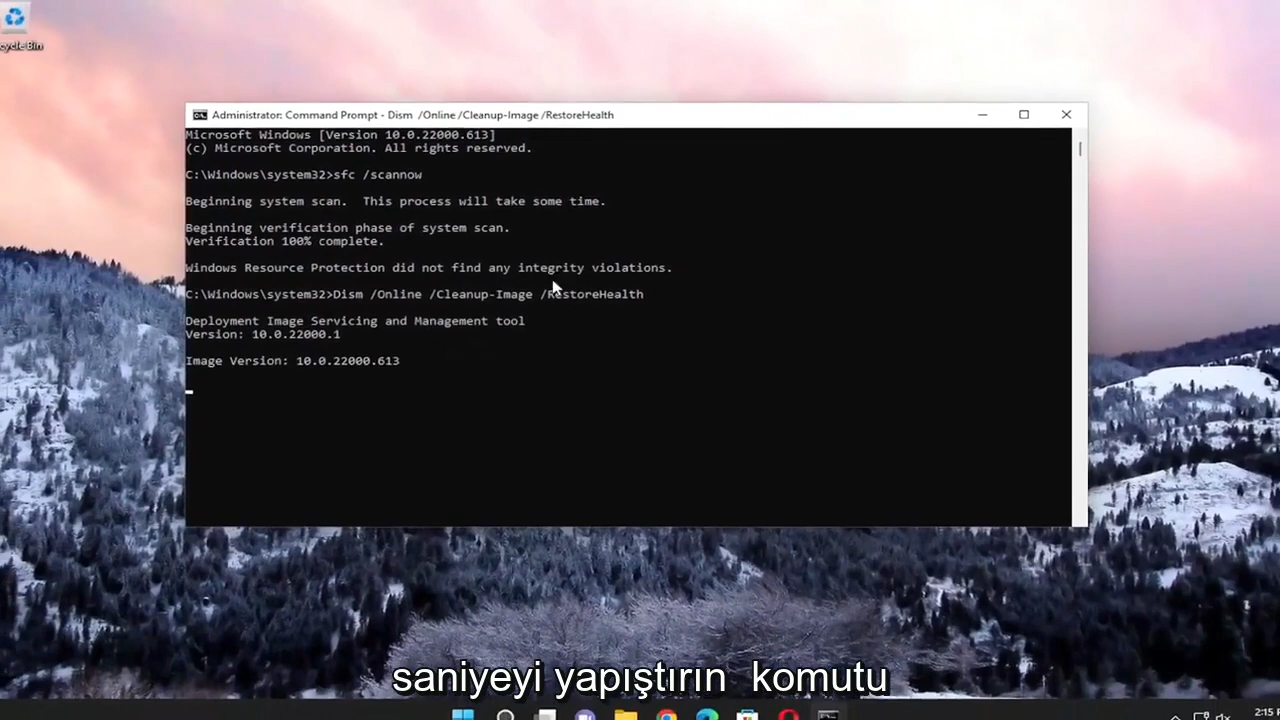 cycle Bin
Administrator: Command Prompt - Dism  /Online /Cleanup-Image /RestoreHealth
Microsoft Windows [Version 10.0.22000.613]
(c) Microsoft Corporation. All rights reserved.
C:\Windows\system32>sfc /scannow
Beginning system scan.  This process will take some time.
Beginning verification phase of system scan.
Verification 100% complete.
Windows Resource Protection did not find any integrity violations.
C:\Windows\system32>Dism /Online /Cleanup-Image /RestoreHealth
Deployment Image Servicing and Management tool
Version: 10.0.22000.1
Image Version: 10.0.22000.613
saniyeyi yapıştırın  komutu
2:15 P